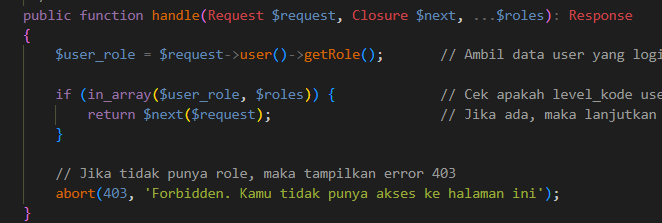 public function handle(Request $request, Closure $next, ...$roles): Response
{
    $user_role = $request->user()->getRole();       // Ambil data user yang logi
    if (in_array($user_role, $roles)) {             // Cek apakah level_kode use
        return $next($request);                     // Jika ada, maka lanjutkan
    }
    // Jika tidak punya role, maka tampilkan error 403
    abort(403, 'Forbidden. Kamu tidak punya akses ke halaman ini');
}